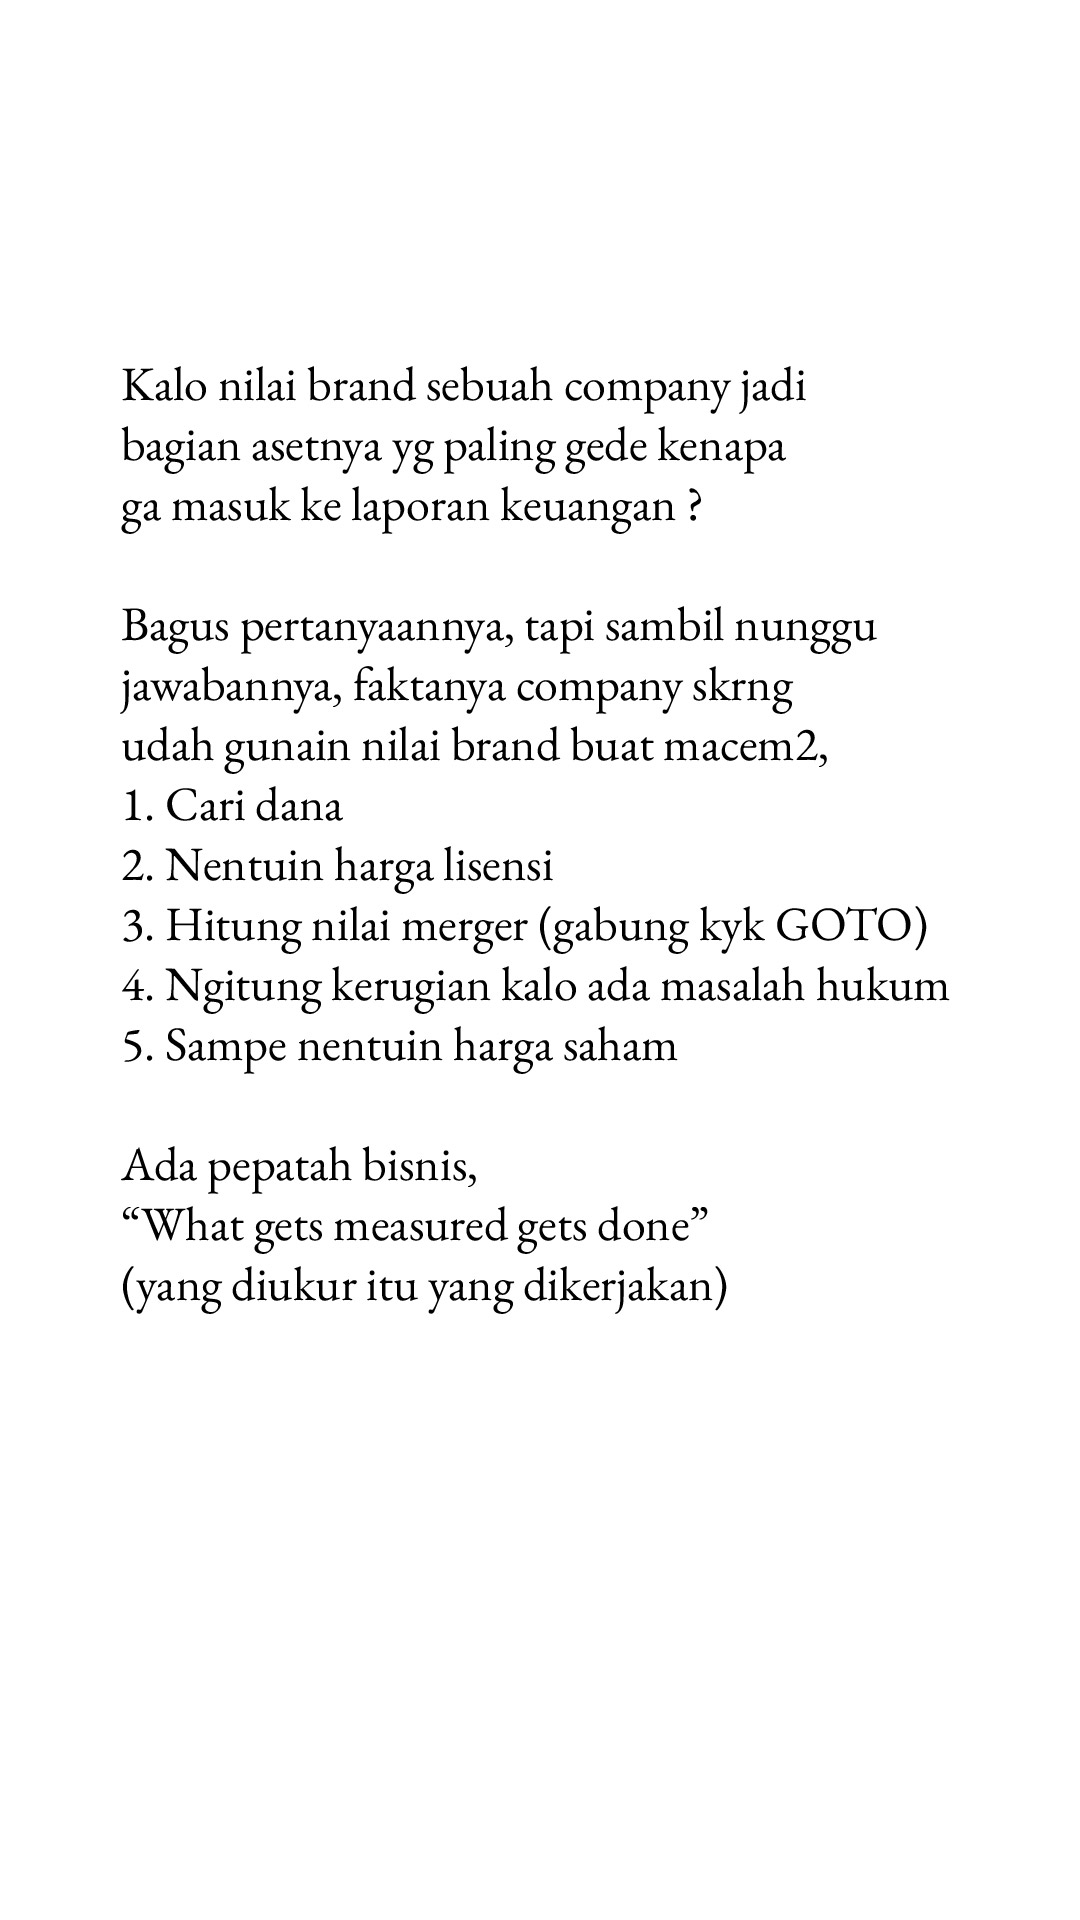 Kalo nilai brand sebuah company jadi
bagian asetnya yg paling gede kenapa
ga masuk ke laporan keuangan ?
Bagus pertanyaannya, tapi sambil nunggu
jawabannya, faktanya company skrng
udah gunain nilai brand buat macem2,
1. Cari dana
2. Nentuin harga lisensi
3. Hitung nilai merger (gabung kyk GOTO)
4. Ngitung kerugian kalo ada masalah hukum
5. Sampe nentuin harga saham
Ada pepatah bisnis,
“What gets measured gets done”
(yang diukur itu yang dikerjakan)